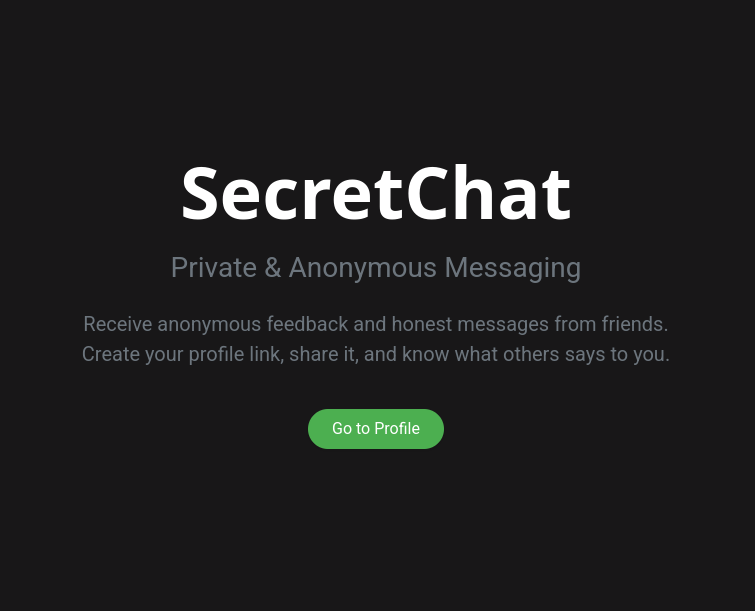 SecretChat
Private & Anonymous Messaging
Receive anonymous feedback and honest messages from friends.
Create your profile link, share it, and know what others says to you.
Go to Profile